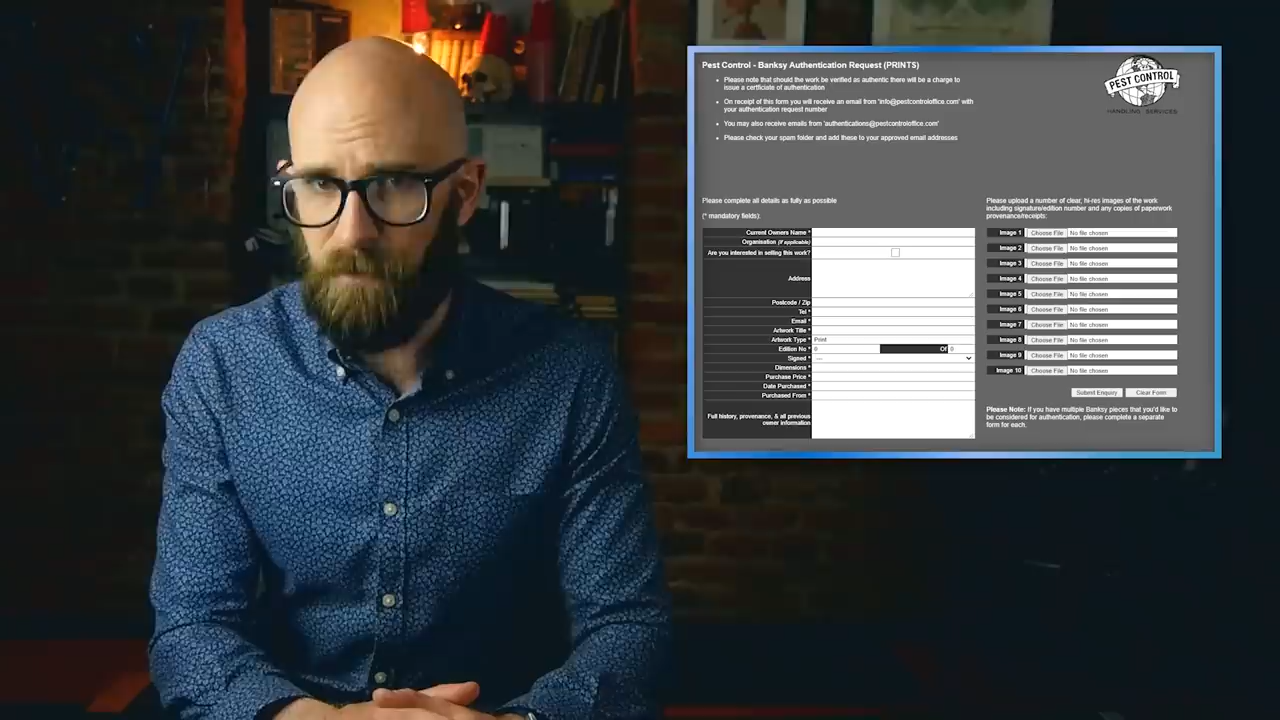 Pest Control - Banksy Authentication Request (PRINTS)
Please note that should the work be verified as authentic there will be a charge to
issue a certficiate of authentication
On receipt of this form you will receive an email from 'info@pestcontroloffice.com' with
your authentication request number
You may also receive emails from 'authentications@pestcontroloffice.com'
Please check your spam folder and add these to your approved email addresses
PEST CONTROL
HANDLING SERVICES
Please complete all details as fully as possible
(* mandatory fields):
Current Owners Name *
Organisation (if applicable)
Are you interested in selling this work?
Address
Postcode / Zip
Tel *
Email *
Artwork Title *
Artwork Type * Print
Edition No * 0 Of 0
Signed * ---
Dimensions *
Purchase Price *
Date Purchased *
Purchased From *
Full history, provenance, & all previous
owner information
Please upload a number of clear, hi-res images of the work
including signature/edition number and any copies of paperwork
provenance/receipts:
Image 1 Choose File No file chosen
Image 2 Choose File No file chosen
Image 3 Choose File No file chosen
Image 4 Choose File No file chosen
Image 5 Choose File No file chosen
Image 6 Choose File No file chosen
Image 7 Choose File No file chosen
Image 8 Choose File No file chosen
Image 9 Choose File No file chosen
Image 10 Choose File No file chosen
Submit Enquiry Clear Form
Please Note: If you have multiple Banksy pieces that you'd like to
be considered for authentication, please complete a separate
form for each.